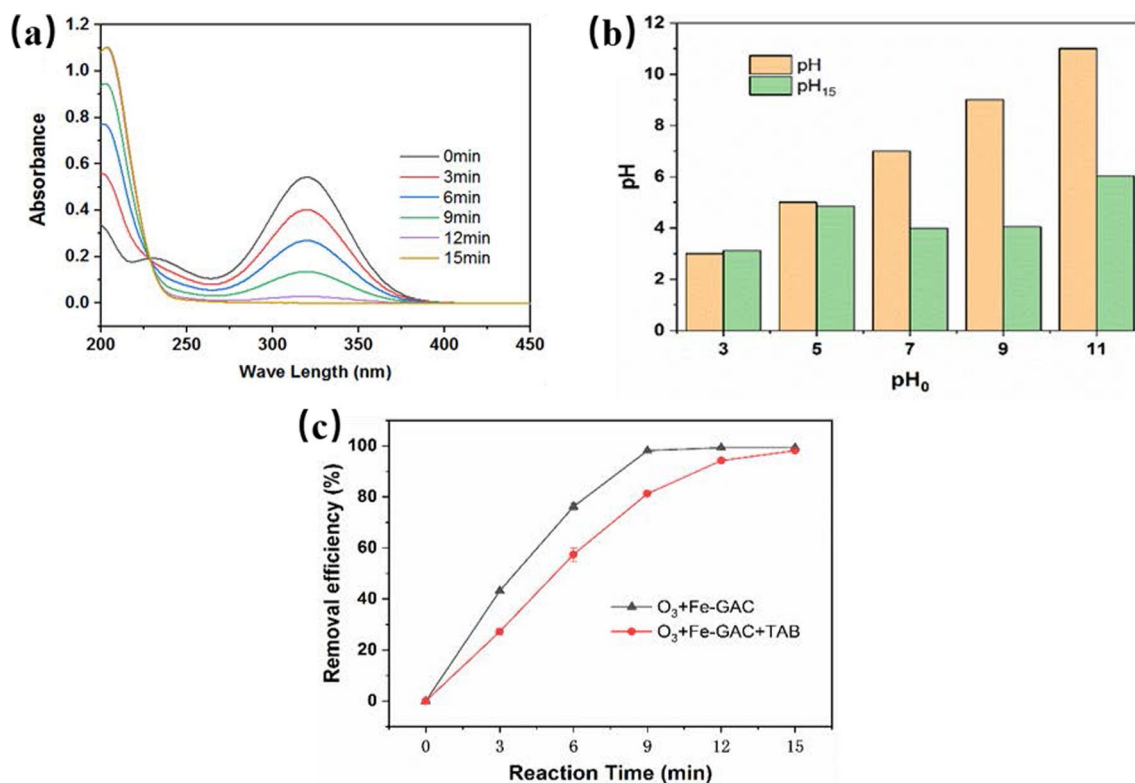 (a)
1.2
1.0
0.8
0.6
0.4
0.2
0.0
Absorbance
0min
3min
6min
9min
12min
15min
200 250 300 350 400 450
Wave Length (nm)
(b)
12
10
8
6
4
2
0
pH
pH
pH15
3 5 7 9 11
pH0
(c)
100
80
60
40
20
0
Removal efficiency (%)
O3+Fe-GAC
O3+Fe-GAC+TAB
0 3 6 9 12 15
Reaction Time (min)